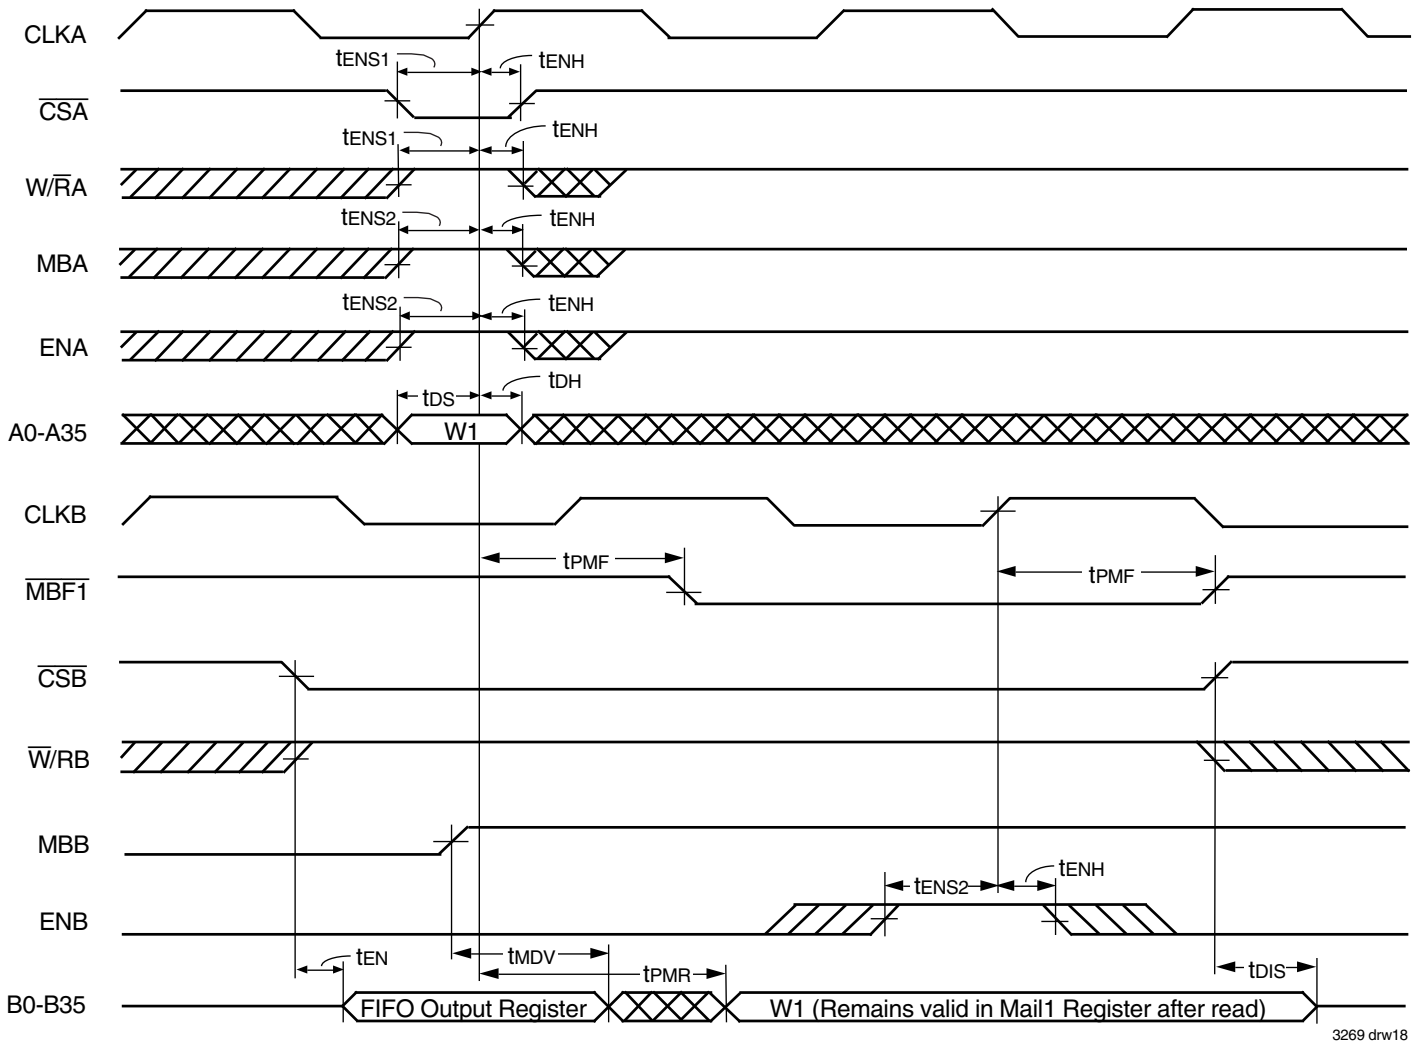 CLKA
tENS1
tENH
CSA
tENS1
tENH
W/RA
tENS2
tENH
MBA
tENS2
tENH
ENA
tDS
tDH
A0-A35
W1
CLKB
tPMF
tPMF
MBF1
CSB
W/RB
MBB
tENS2
tENH
ENB
tEN
tMDV
tPMR
tDIS
B0-B35
FIFO Output Register
W1 (Remains valid in Mail1 Register after read)
3269 drw18